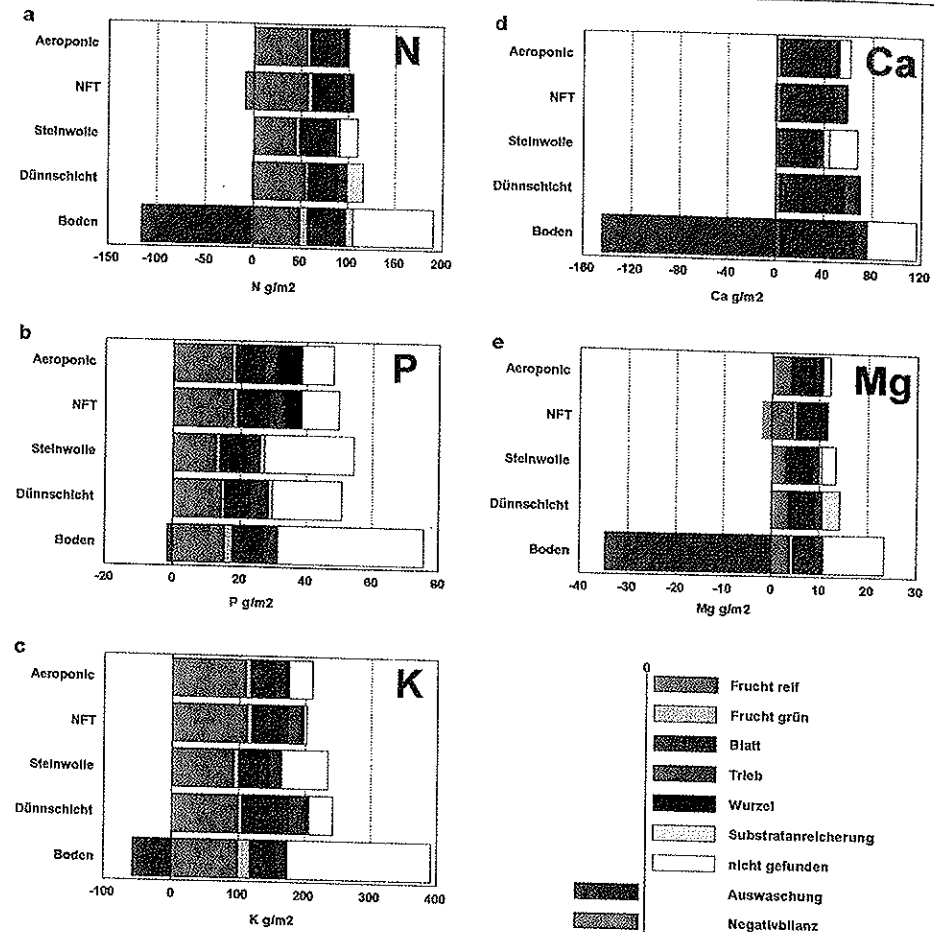 a
N
Aeroponic
NFT
Steinwolle
Dünnschicht
Boden
-150 -100 -50 0 50 100 150 200
N g/m2
b
P
Aeroponic
NFT
Steinwolle
Dünnschicht
Boden
-20 0 20 40 60 80
P g/m2
c
K
Aeroponic
NFT
Steinwolle
Dünnschicht
Boden
-100 0 100 200 300 400
K g/m2
d
Ca
Aeroponic
NFT
Steinwolle
Dünnschicht
Boden
-160 -120 -80 -40 0 40 80 120
Ca g/m2
e
Mg
Aeroponic
NFT
Steinwolle
Dünnschicht
Boden
-40 -30 -20 -10 0 10 20 30
Mg g/m2
0
Frucht reif
Frucht grün
Blatt
Trieb
Wurzel
Substratanreicherung
nicht gefunden
Auswaschung
Negativbilanz